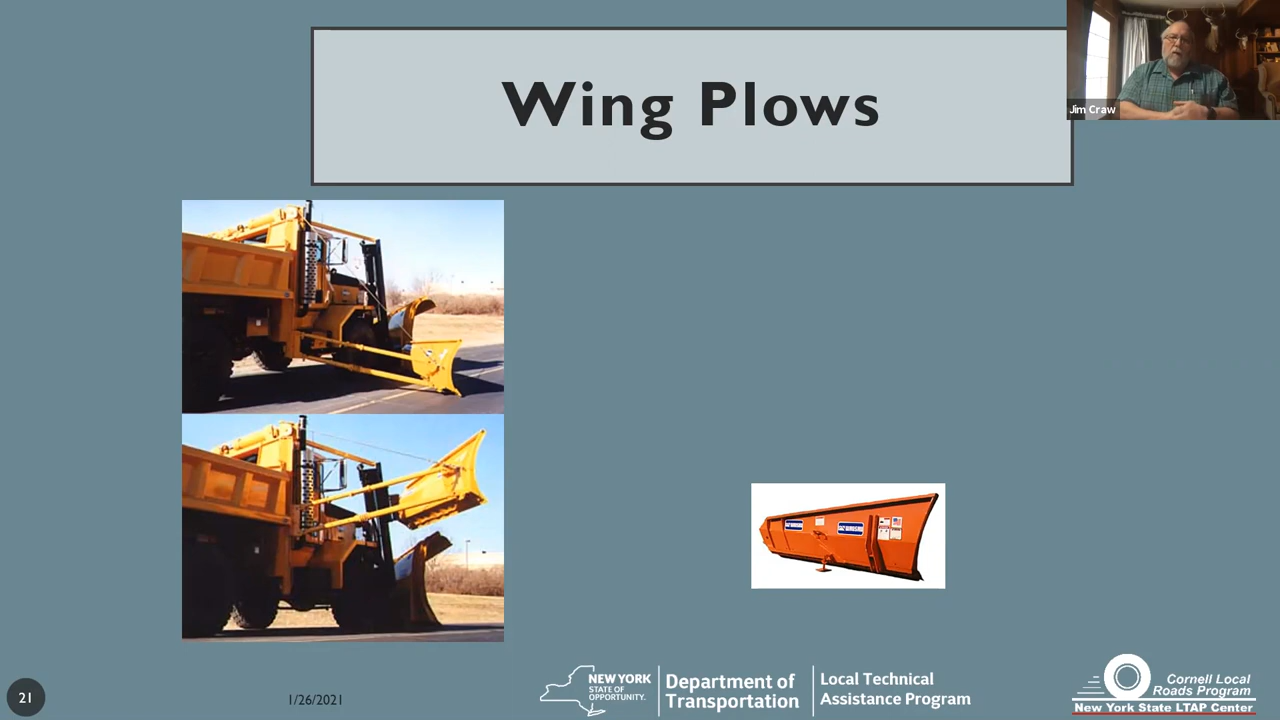 Wing Plows
Jim Craw
21
1/26/2021
NEW YORK
STATE OF
OPPORTUNITY.
Department of
Transportation
Local Technical
Assistance Program
Cornell Local
Roads Program
New York State LTAP Center